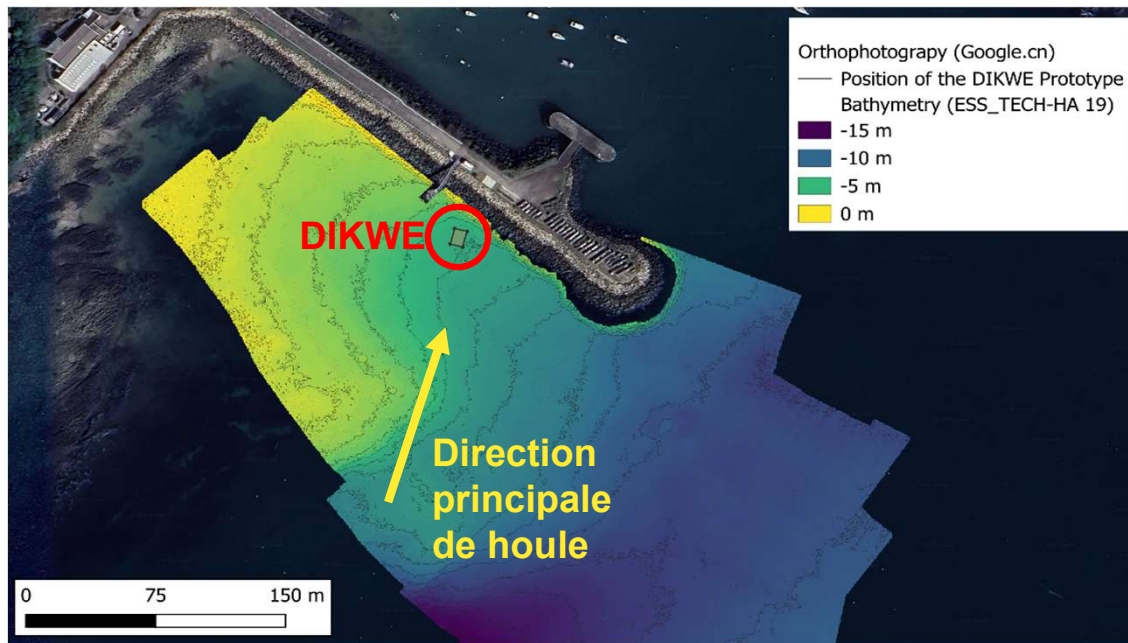 Orthophotograpy (Google.cn)
Position of the DIKWE Prototype
Bathymetry (ESS_TECH-HA 19)
-15 m
-10 m
-5 m
0 m
DIKWE
Direction
principale
de houle
0 75 150 m